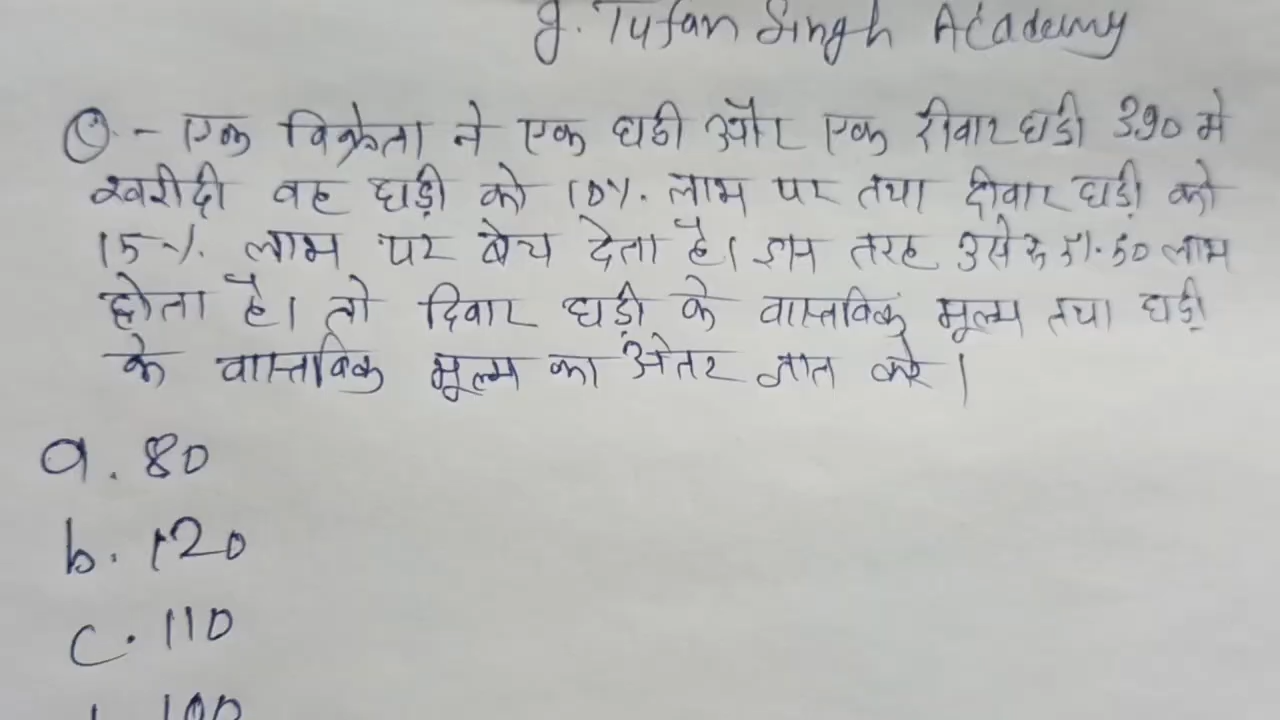 J. Tufan Singh Academy
Q. - एक विक्रेता ने एक घडी और एक दीवार घडी 390 मे
खरीदी वह घड़ी को 10%. लाभ पर तथा दीवार घड़ी को
15%. लाभ पर बेच देता है। इस तरह उसे रु 51.50 लाभ
होता है। तो दिवार घड़ी के वास्तविक मूल्य तथा घड़ी
के वास्तविक मूल्य का अंतर ज्ञात करे।
a. 80
b. 120
c. 110
d. 100